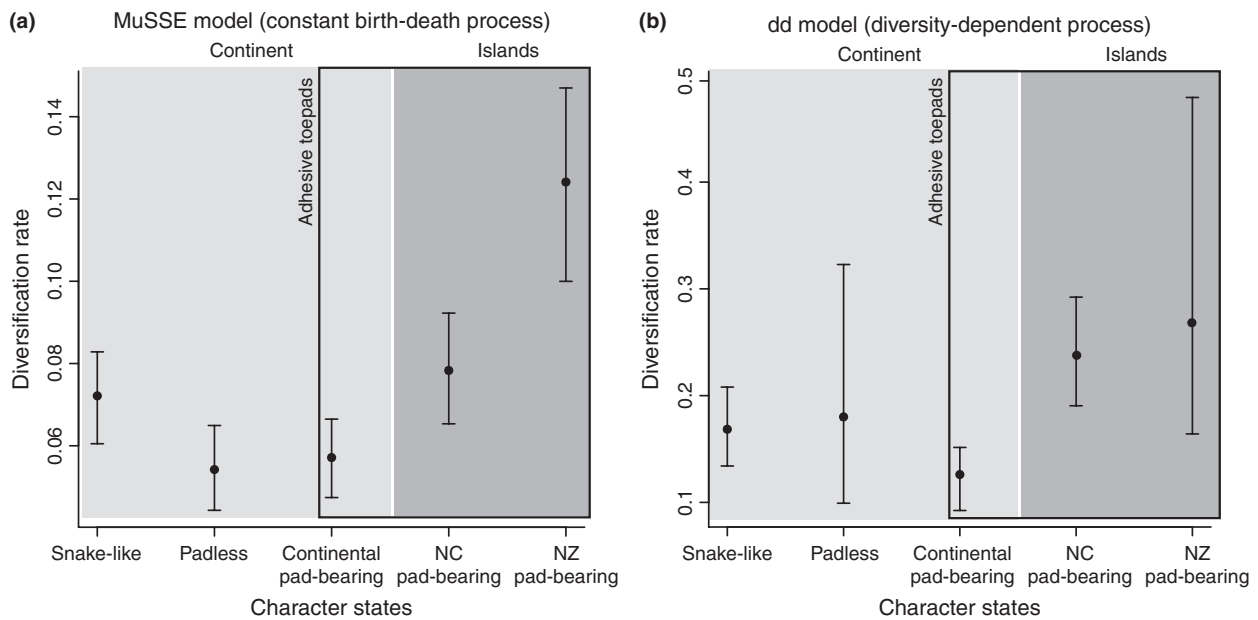 (a) MuSSE model (constant birth-death process)
Continent Islands
Adhesive toepads
Diversification rate
0.14
0.12
0.10
0.08
0.06
Snake-like Padless Continental pad-bearing NC pad-bearing NZ pad-bearing
Character states
(b) dd model (diversity-dependent process)
Continent Islands
Adhesive toepads
Diversification rate
0.5
0.4
0.3
0.2
0.1
Snake-like Padless Continental pad-bearing NC pad-bearing NZ pad-bearing
Character states